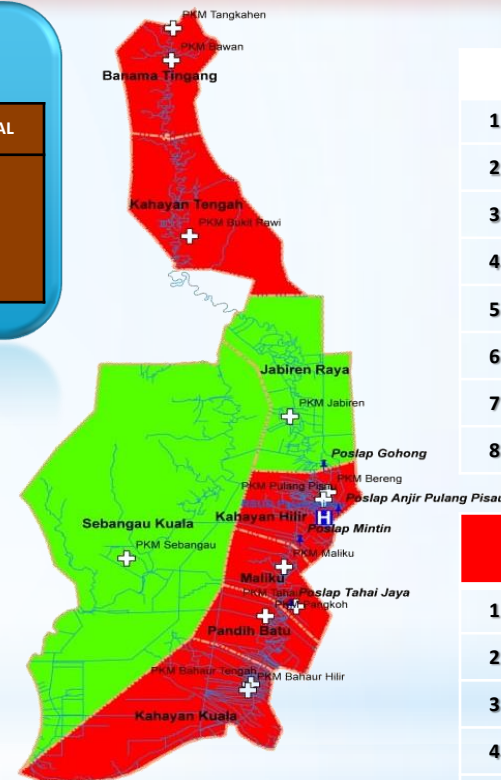 PKM Tangkahen
PKM Bawan
Banama Tingang
AL
1
2
3
Kahayan Tengah
PKM Bukit Rawi
4
5
6
Jabiren Raya
7
PKM Jabiren
8
Poslap Gohong
PKM Bereng
PKM Pulang Pisau
Poslap Anjir Pulang Pisau
Kahayan Hilir
H
Sebangau Kuala
Poslap Mintin
PKM Sebangau
PKM Maliku
Maliku
PKM Tahai
Poslap Tahai Jaya
PKM Pangkoh
1
Pandih Batu
2
PKM Bahaur Tengah
PKM Bahaur Hilir
3
Kahayan Kuala
4